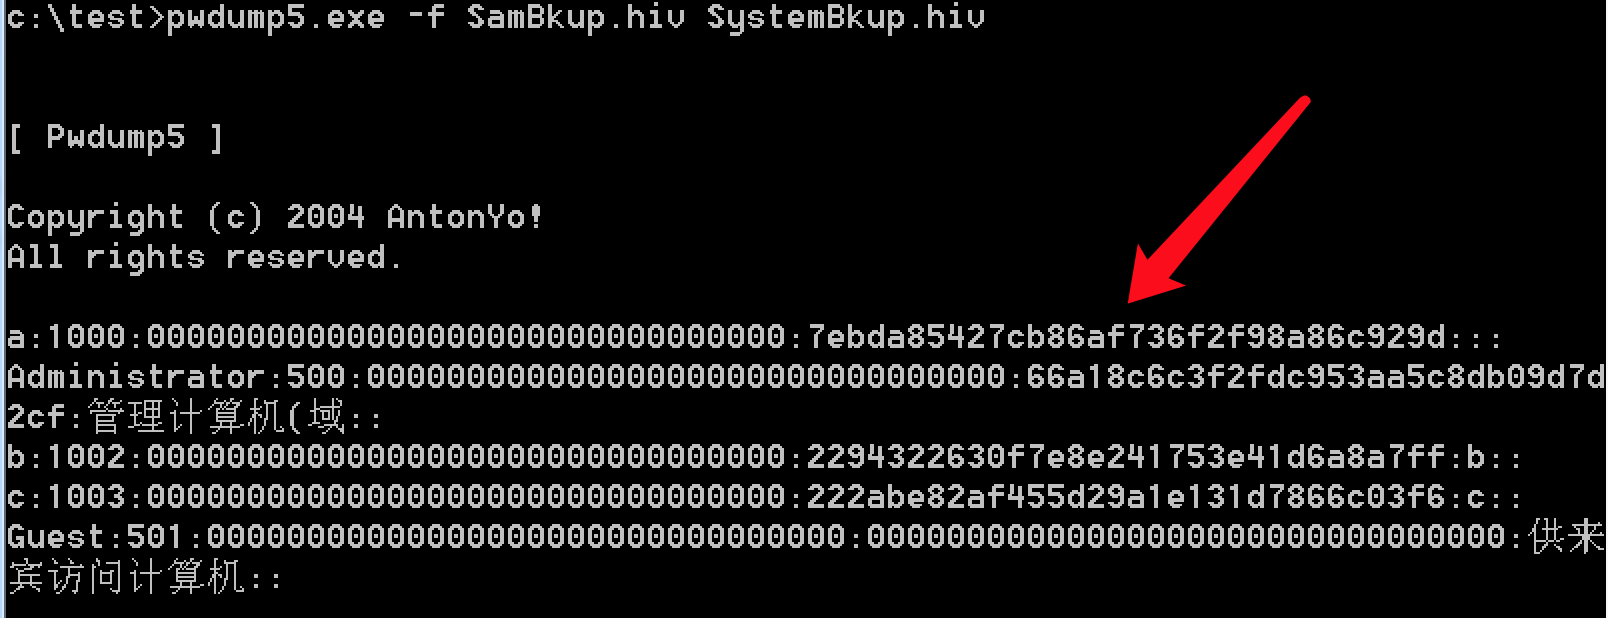 c:\test>pwdump5.exe -f SamBkup.hiv SystemBkup.hiv
[ Pwdump5 ]
Copyright (c) 2004 AntonYo!
All rights reserved.
a:1000:00000000000000000000000000000000:7ebda85427cb86af736f2f98a86c929d:::
Administrator:500:00000000000000000000000000000000:66a18c6c3f2fdc953aa5c8db09d7d
2cf:管理计算机(域::
b:1002:00000000000000000000000000000000:2294322630f7e8e241753e41d6a8a7ff:b::
c:1003:00000000000000000000000000000000:222abe82af455d29a1e131d7866c03f6:c::
Guest:501:00000000000000000000000000000000:00000000000000000000000000000000:供来
宾访问计算机::